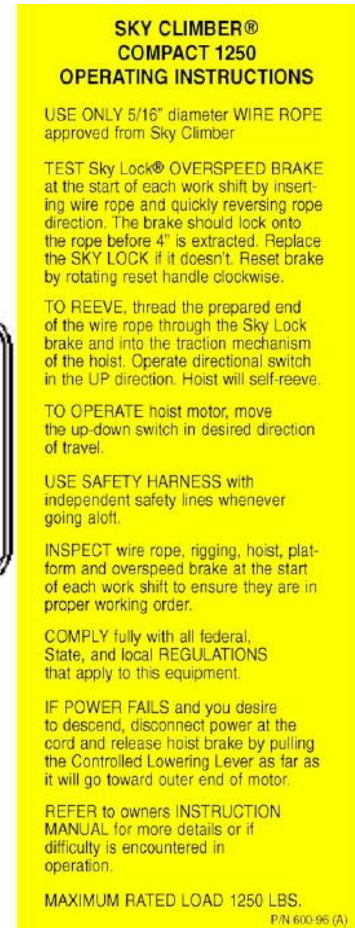 SKY CLIMBER®
COMPACT 1250
OPERATING INSTRUCTIONS
USE ONLY 5/16" diameter WIRE ROPE
approved from Sky Climber
TEST Sky Lock® OVERSPEED BRAKE
at the start of each work shift by insert-
ing wire rope and quickly reversing rope
direction. The brake should lock onto
the rope before 4" is extracted. Replace
the SKY LOCK if it doesn't. Reset brake
by rotating reset handle clockwise.
TO REEVE, thread the prepared end
of the wire rope through the Sky Lock
brake and into the traction mechanism
of the hoist. Operate directional switch
in the UP direction. Hoist will self-reeve.
TO OPERATE hoist motor, move
the up-down switch in desired direction
of travel.
USE SAFETY HARNESS with
independent safety lines whenever
going aloft.
INSPECT wire rope, rigging, hoist, plat-
form and overspeed brake at the start
of each work shift to ensure they are in
proper working order.
COMPLY fully with all federal,
State, and local REGULATIONS
that apply to this equipment.
IF POWER FAILS and you desire
to descend, disconnect power at the
cord and release hoist brake by pulling
the Controlled Lowering Lever as far as
it will go toward outer end of motor.
REFER to owners INSTRUCTION
MANUAL for more details or if
difficulty is encountered in
operation.
MAXIMUM RATED LOAD 1250 LBS.
P/N 600-96 (A)